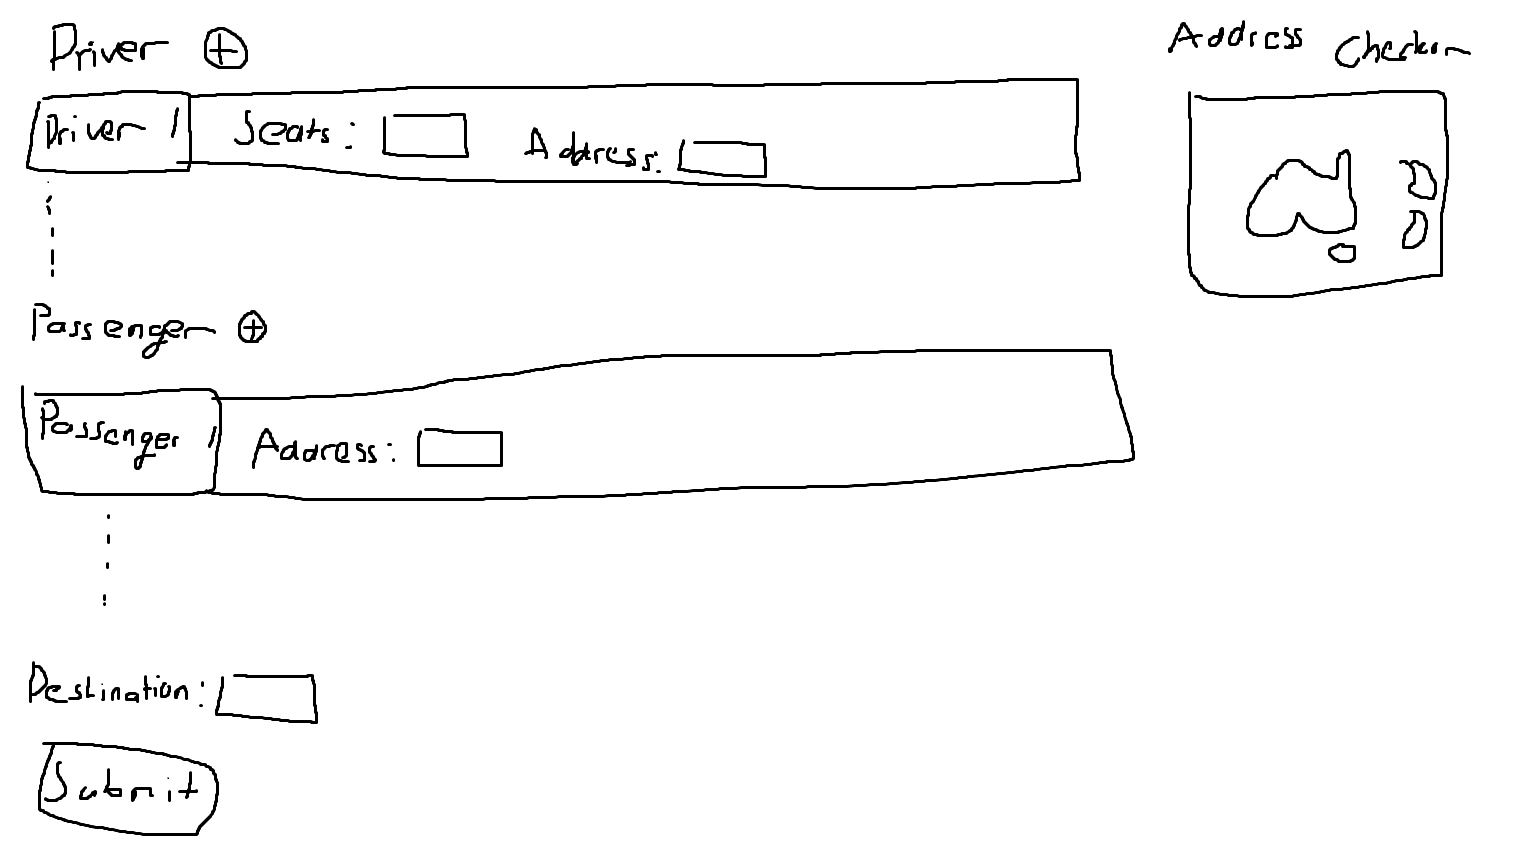 Driver
Driver 1 Seats: Address:
Passenger
Passenger 1 Address:
Destination:
Submit
Address Checker